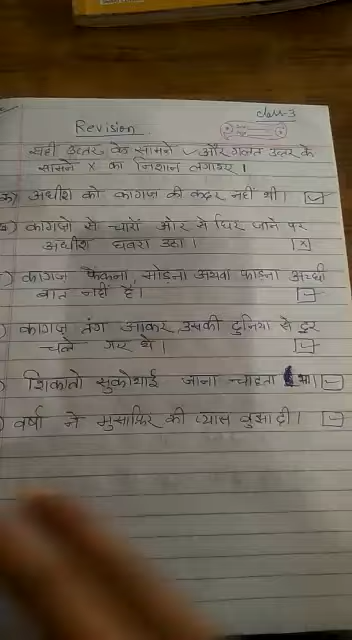 class-3
Revision
सही उत्तर के सामने ✓ और गलत उत्तर के
सामने X का निशान लगाइए।
क) अधीश को कागज़ की कदर नहीं थी। ✓
कागज़ो से चारों ओर से घिर जाने पर
अधीश घबरा उठा। X
कागज़ फेंकना, मोड़ना अथवा फाड़ना अच्छी
बात नहीं है।
कागज़ तंग आकर उसकी दुनिया से दूर
चले गए थे। ✓
शिकातो सुकोथाई जाना चाहता था। ✓
वर्षा ने मुसाफ़िर की प्यास बुझा दी।